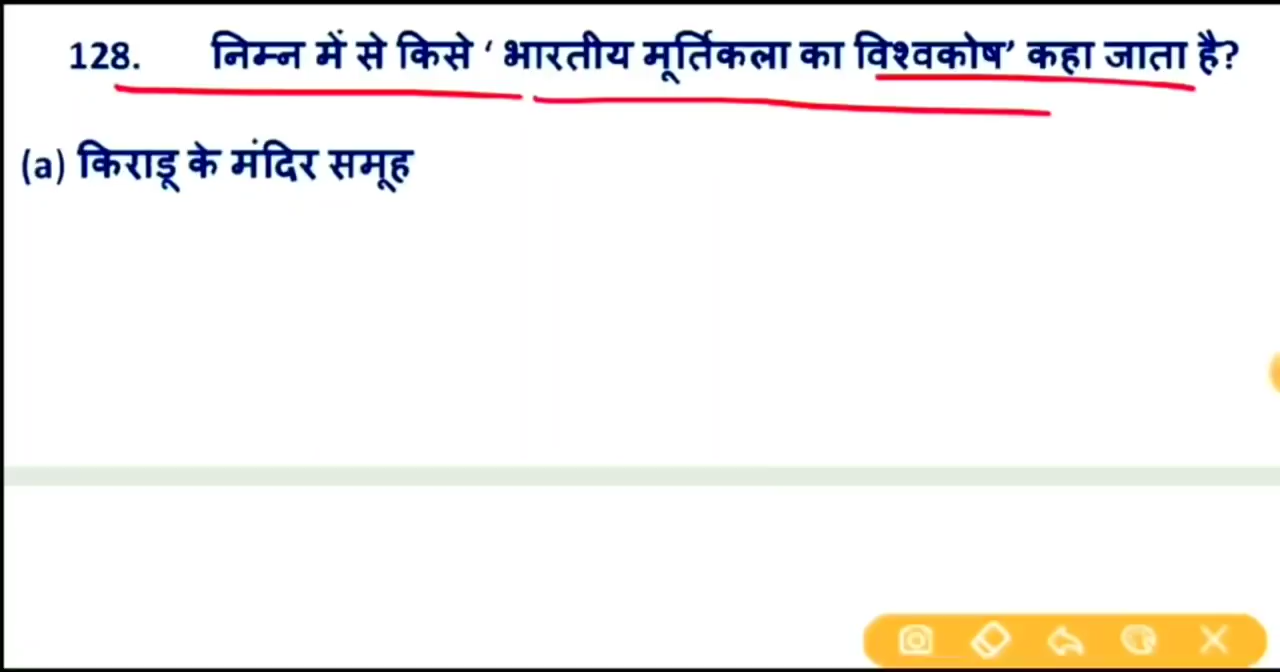 128. निम्न में से किसे ‘ भारतीय मूर्तिकला का विश्वकोष’ कहा जाता है?
(a) किराडू के मंदिर समूह